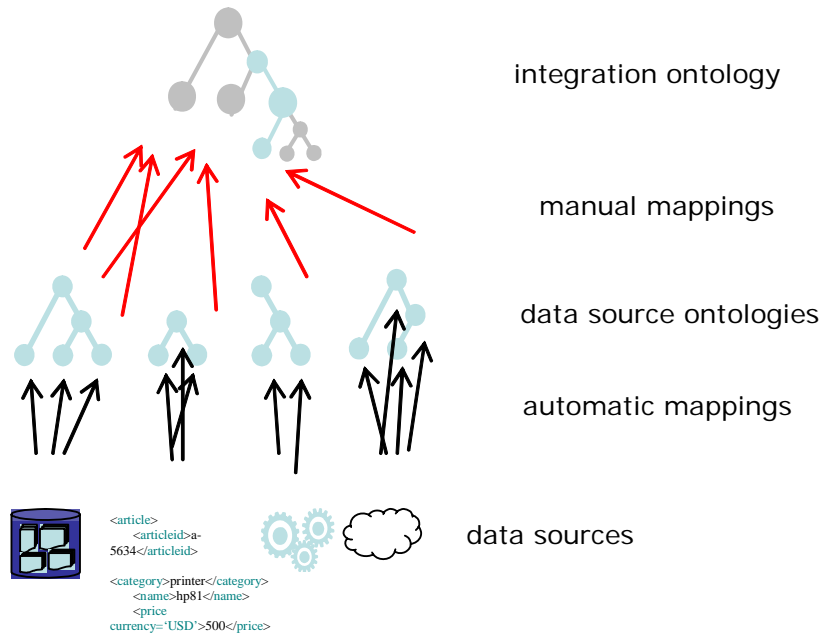 integration ontology
manual mappings
data source ontologies
automatic mappings
data sources
<article>
<articleid>a-
5634</articleid>
<category>printer</category>
<name>hp81</name>
<price
currency=‘USD’>500</price>